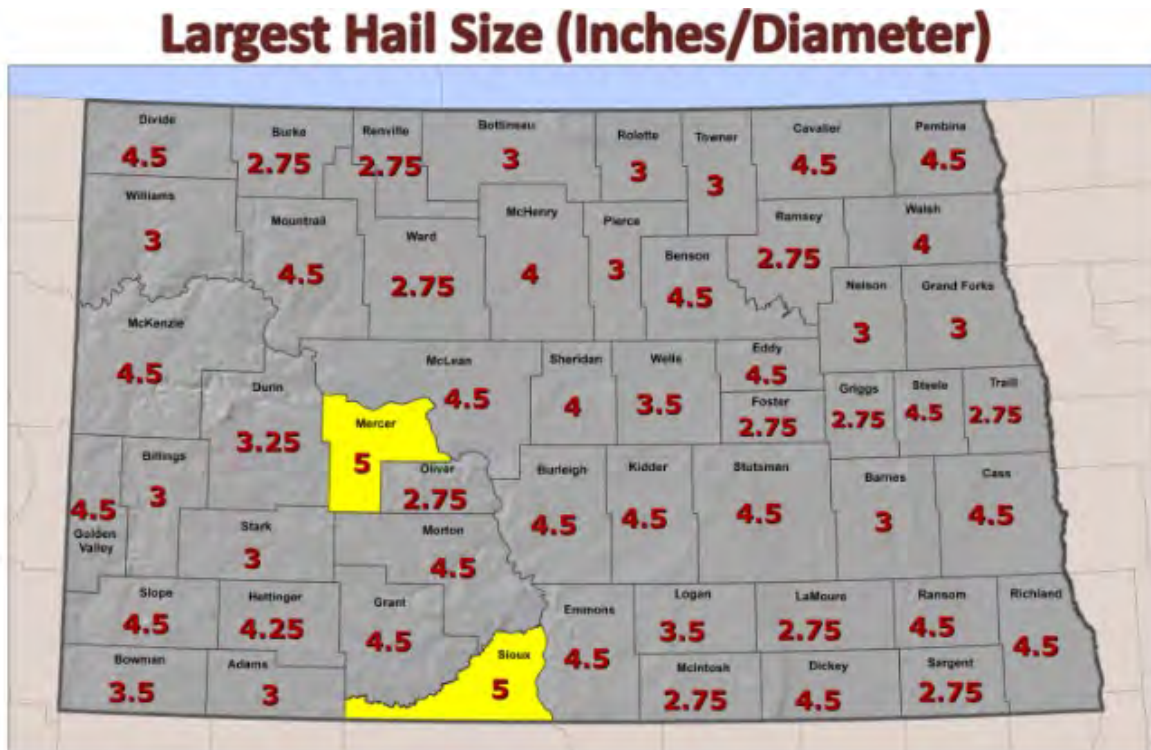 Largest Hail Size (Inches/Diameter)
Divide
4.5
Burke
2.75
Renville
2.75
Bottineau
3
Rolette
3
Towner
3
Cavalier
4.5
Pembina
4.5
Williams
3
Mountrail
4.5
Ward
2.75
McHenry
4
Pierce
3
Benson
4.5
Ramsey
2.75
Walsh
4
Nelson
3
Grand Forks
3
McKenzie
4.5
Dunn
3.25
McLean
4.5
Sheridan
4
Wells
3.5
Eddy
4.5
Foster
2.75
Griggs
2.75
Steele
4.5
Traill
2.75
Mercer
5
Oliver
2.75
Billings
3
4.5
Golden
Valley
Stark
3
Morton
4.5
Burleigh
4.5
Kidder
4.5
Stutsman
4.5
Barnes
3
Cass
4.5
Slope
4.5
Hettinger
4.25
Grant
4.5
Emmons
4.5
Logan
3.5
LaMoure
2.75
Ransom
4.5
Richland
4.5
Bowman
3.5
Adams
3
Sioux
5
McIntosh
2.75
Dickey
4.5
Sargent
2.75